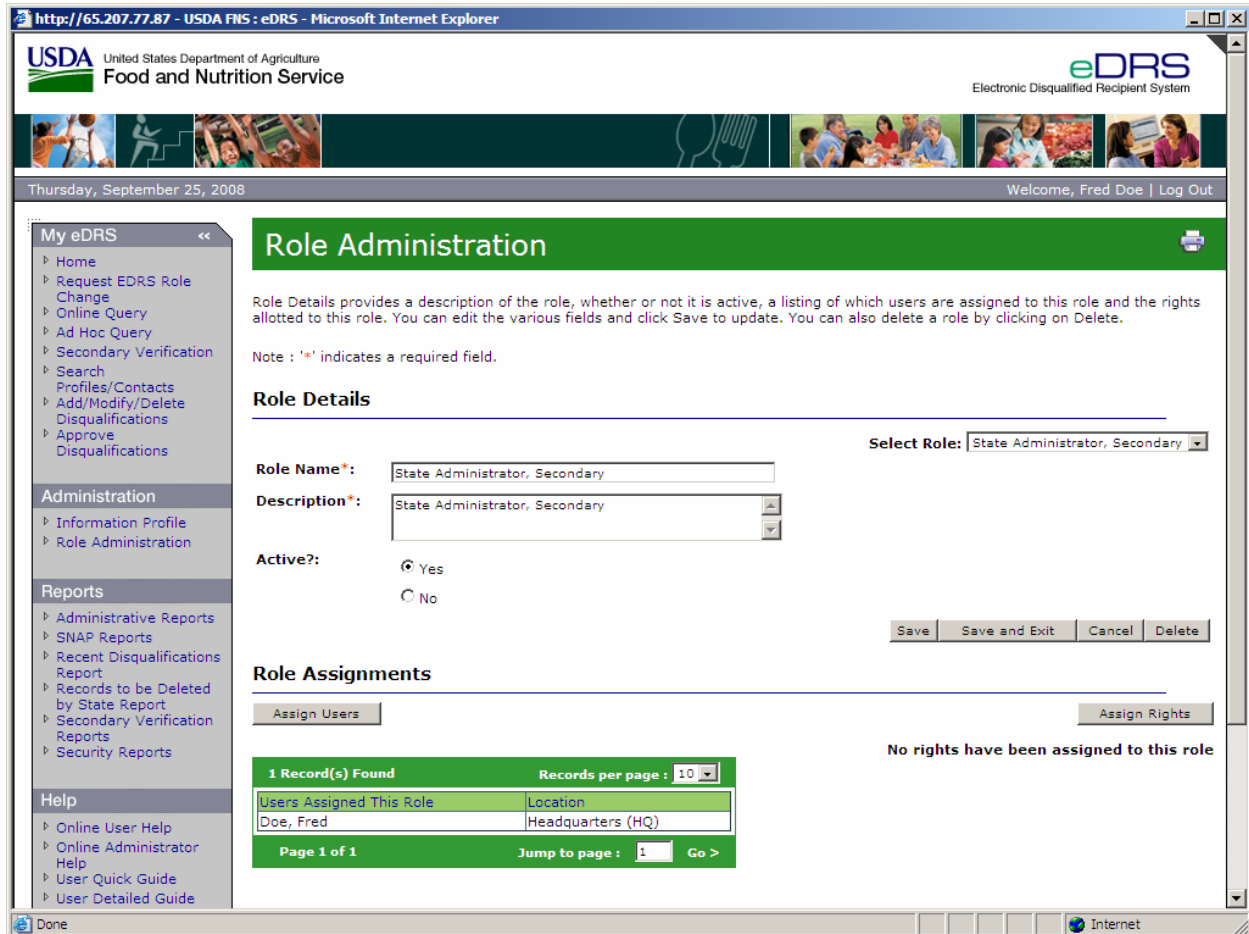 http://65.207.77.87 - USDA FNS : eDRS - Microsoft Internet Explorer
USDA United States Department of Agriculture
Food and Nutrition Service
eDRS
Electronic Disqualified Recipient System
Thursday, September 25, 2008
Welcome, Fred Doe | Log Out
My eDRS <<
Home
Request EDRS Role
Change
Online Query
Ad Hoc Query
Secondary Verification
Search
Profiles/Contacts
Add/Modify/Delete
Disqualifications
Approve
Disqualifications
Administration
Information Profile
Role Administration
Reports
Administrative Reports
SNAP Reports
Recent Disqualifications
Report
Records to be Deleted
by State Report
Secondary Verification
Reports
Security Reports
Help
Online User Help
Online Administrator
Help
User Quick Guide
User Detailed Guide
Role Administration
Role Details provides a description of the role, whether or not it is active, a listing of which users are assigned to this role and the rights
allotted to this role. You can edit the various fields and click Save to update. You can also delete a role by clicking on Delete.
Note : '*' indicates a required field.
Role Details
Select Role: State Administrator, Secondary
Role Name*: State Administrator, Secondary
Description*: State Administrator, Secondary
Active?: Yes
No
Save Save and Exit Cancel Delete
Role Assignments
Assign Users Assign Rights
No rights have been assigned to this role
1 Record(s) Found Records per page : 10
Users Assigned This Role Location
Doe, Fred Headquarters (HQ)
Page 1 of 1 Jump to page : 1 Go >
Done Internet